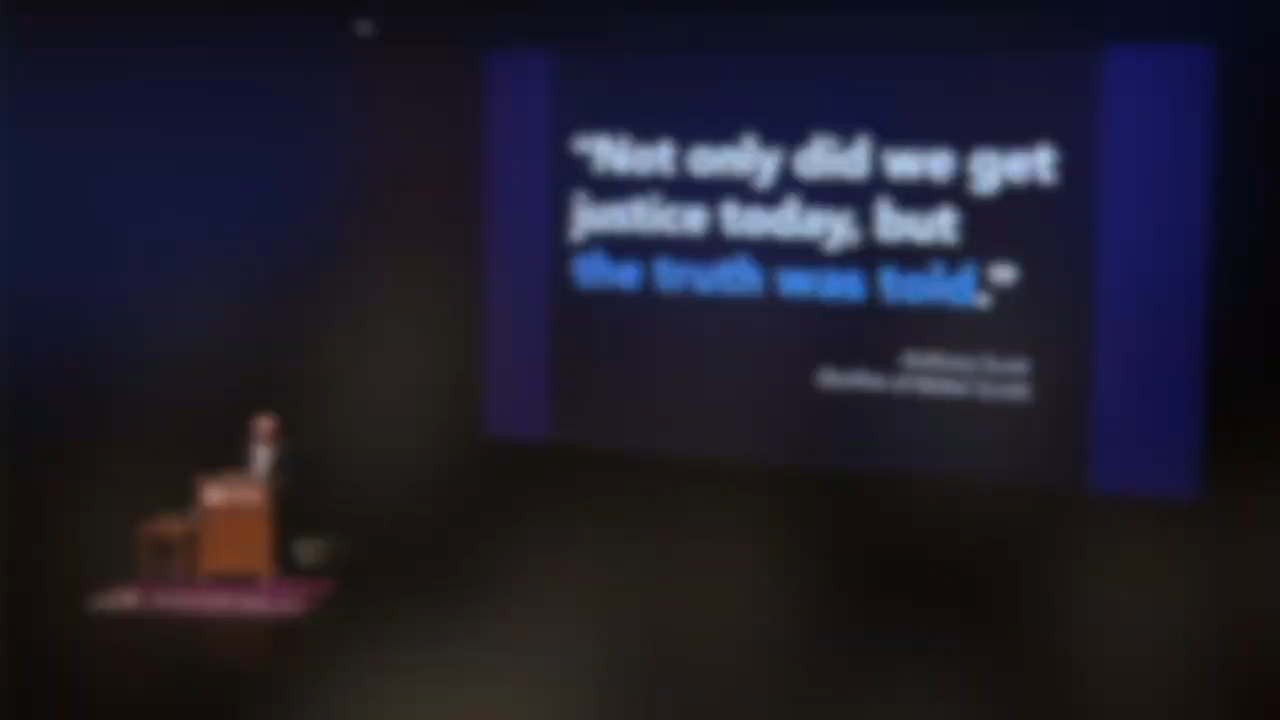 “Not only did we get
justice today, but
the truth was told.”